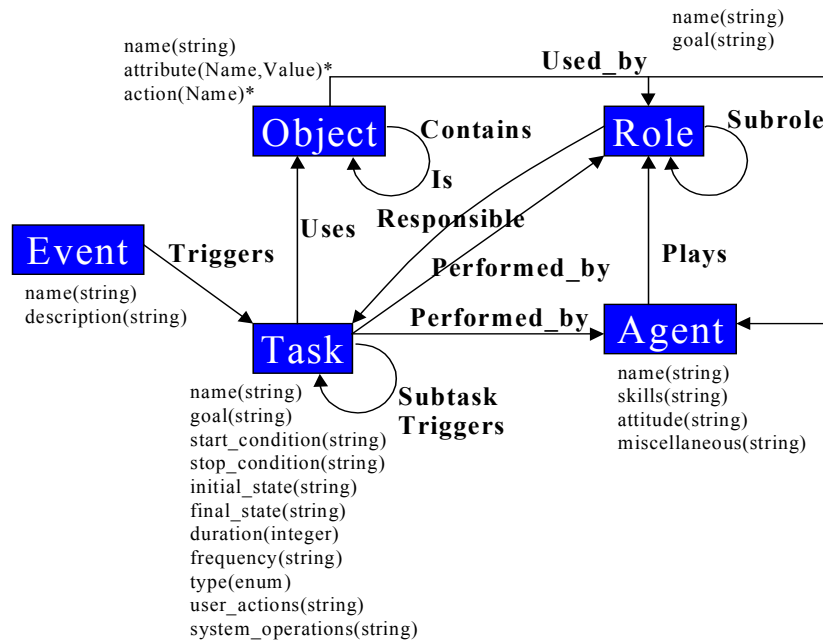 name(string)
goal(string)
name(string)
attribute(Name,Value)*
action(Name)*
Used_by
Object
Contains
Is
Role
Subrole
Responsible
Uses
Performed_by
Plays
Event
Triggers
name(string)
description(string)
Performed_by
Task
Agent
Subtask
Triggers
name(string)
goal(string)
start_condition(string)
stop_condition(string)
initial_state(string)
final_state(string)
duration(integer)
frequency(string)
type(enum)
user_actions(string)
system_operations(string)
name(string)
skills(string)
attitude(string)
miscellaneous(string)